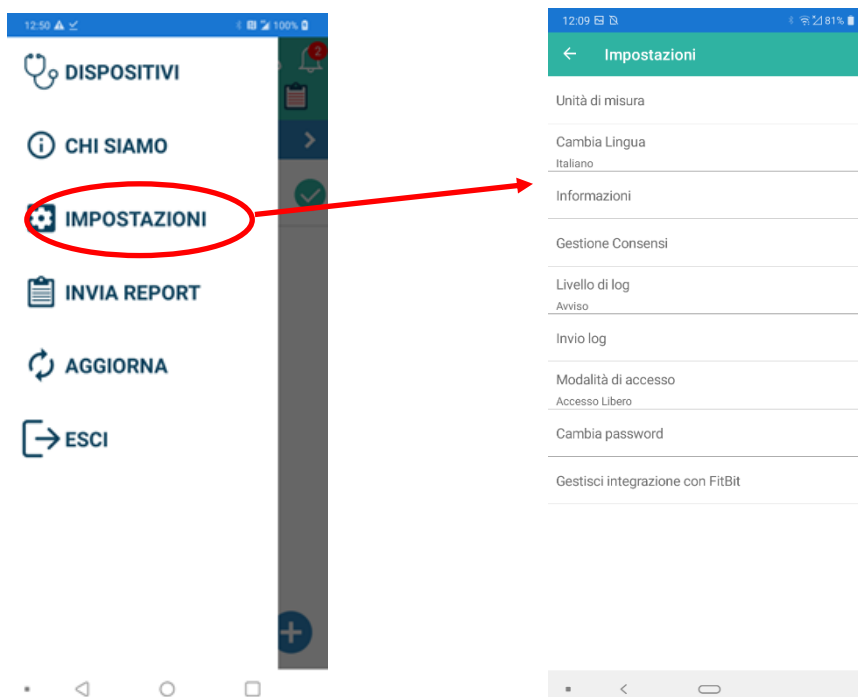 12:50
100%
2
DISPOSITIVI
CHI SIAMO
IMPOSTAZIONI
INVIA REPORT
AGGIORNA
ESCI
12:09
81%
Impostazioni
Unità di misura
Cambia Lingua
Italiano
Informazioni
Gestione Consensi
Livello di log
Avviso
Invio log
Modalità di accesso
Accesso Libero
Cambia password
Gestisci integrazione con FitBit